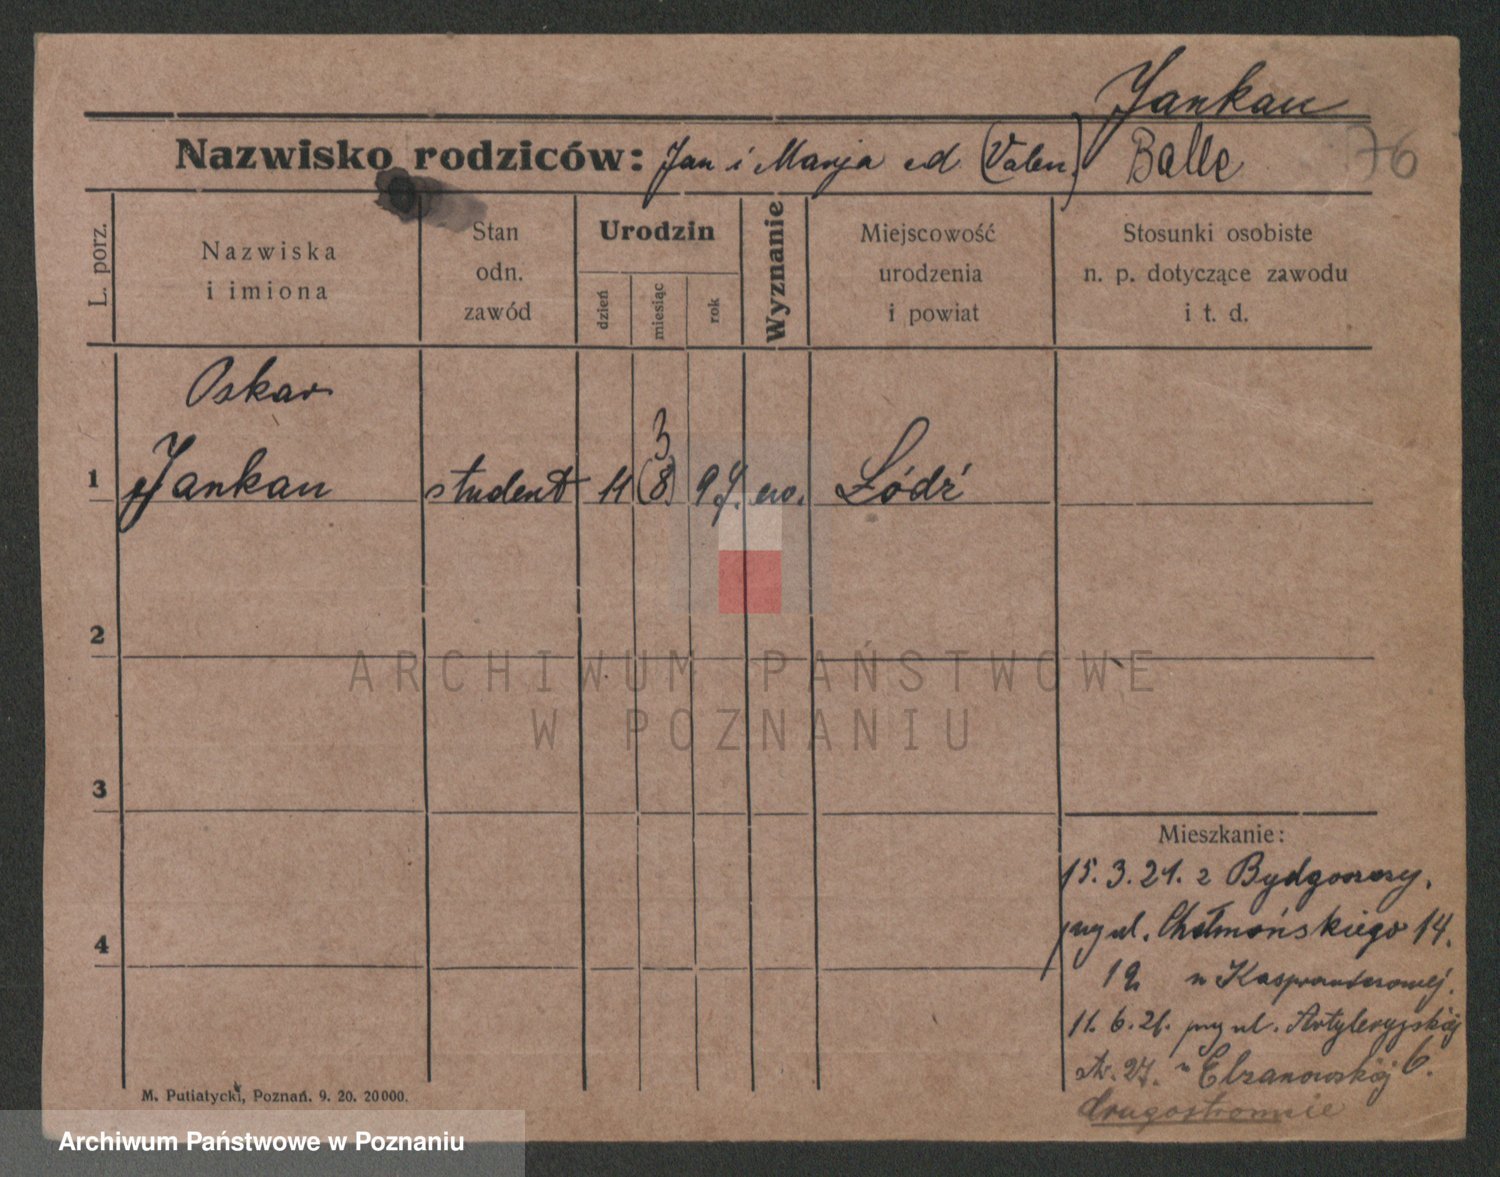 Jankau
Nazwisko rodziców: Jan i Marja (Valen.) Balle
76
L. porz.
Nazwiska
i imiona
Stan
odn.
zawód
Urodzin
dzień
miesiąc
rok
Wyznanie
Miejscowość
urodzenia
i powiat
Stosunki osobiste
n. p. dotyczące zawodu
i t. d.
Oskar
3
1 Jankau student 11 (8) 97. Łódź
2
3
4
Mieszkanie:
15. 3. 21. z Bydgoszczy,
przy ul. Chełmońskiego 14.
11. 6. 21. przy ul. Artyleryjskiej
6.
drugostronnie
M. Putiatycki, Poznań. 9. 20. 20000.
ARCHIWUM PAŃSTWOWE
W POZNANIU
Archiwum Państwowe w Poznaniu